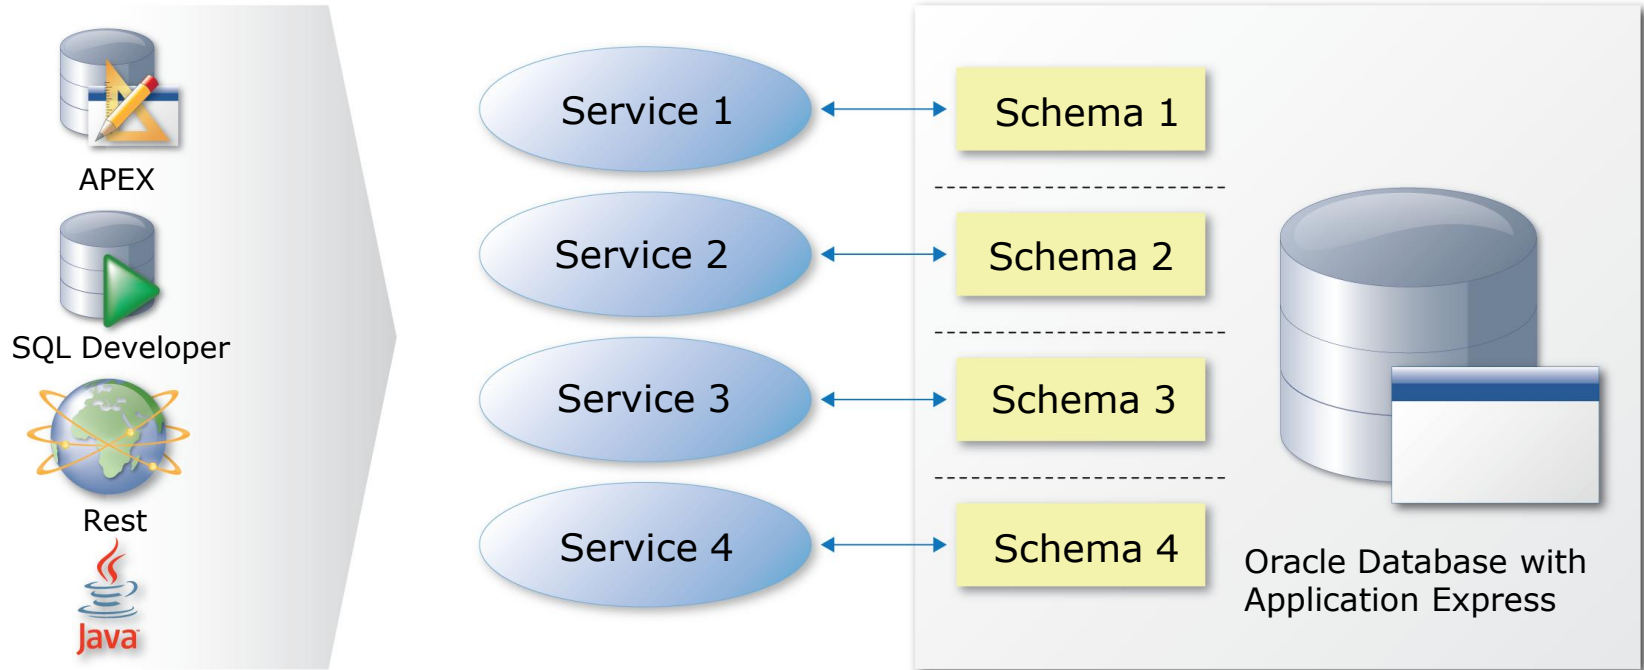 APEX
SQL Developer
Rest
Java
Service 1
Schema 1
Service 2
Schema 2
Service 3
Schema 3
Service 4
Schema 4
Oracle Database with
Application Express